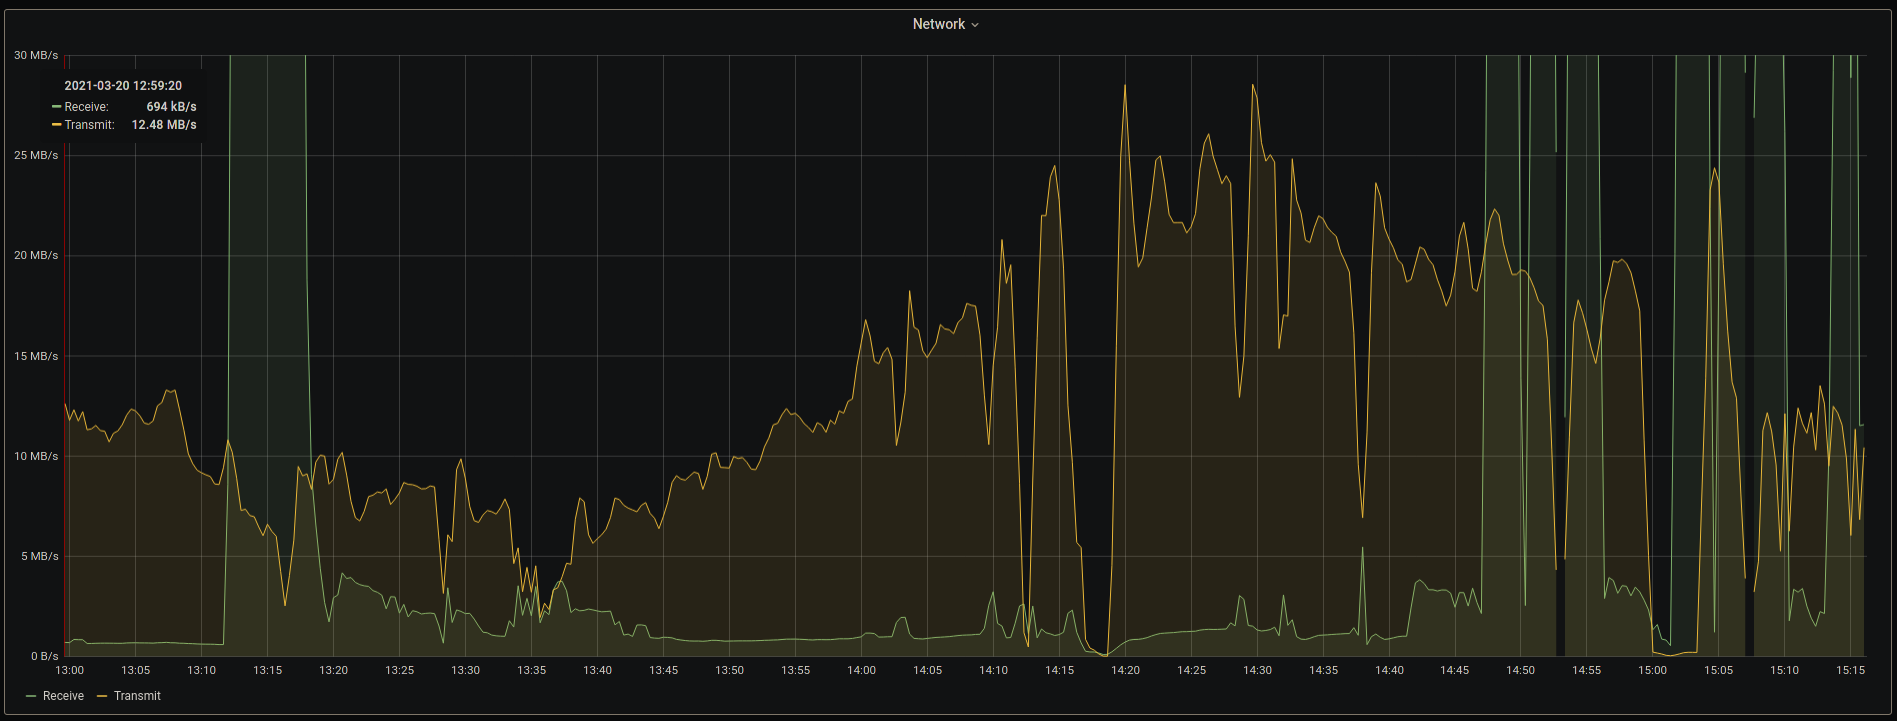 Network
30 MB/s
2021-03-20 12:59:20
Receive: 694 kB/s
Transmit: 12.48 MB/s
25 MB/s
20 MB/s
15 MB/s
10 MB/s
5 MB/s
0 B/s
13:00 13:05 13:10 13:15 13:20 13:25 13:30 13:35 13:40 13:45 13:50 13:55 14:00 14:05 14:10 14:15 14:20 14:25 14:30 14:35 14:40 14:45 14:50 14:55 15:00 15:05 15:10 15:15
Receive Transmit